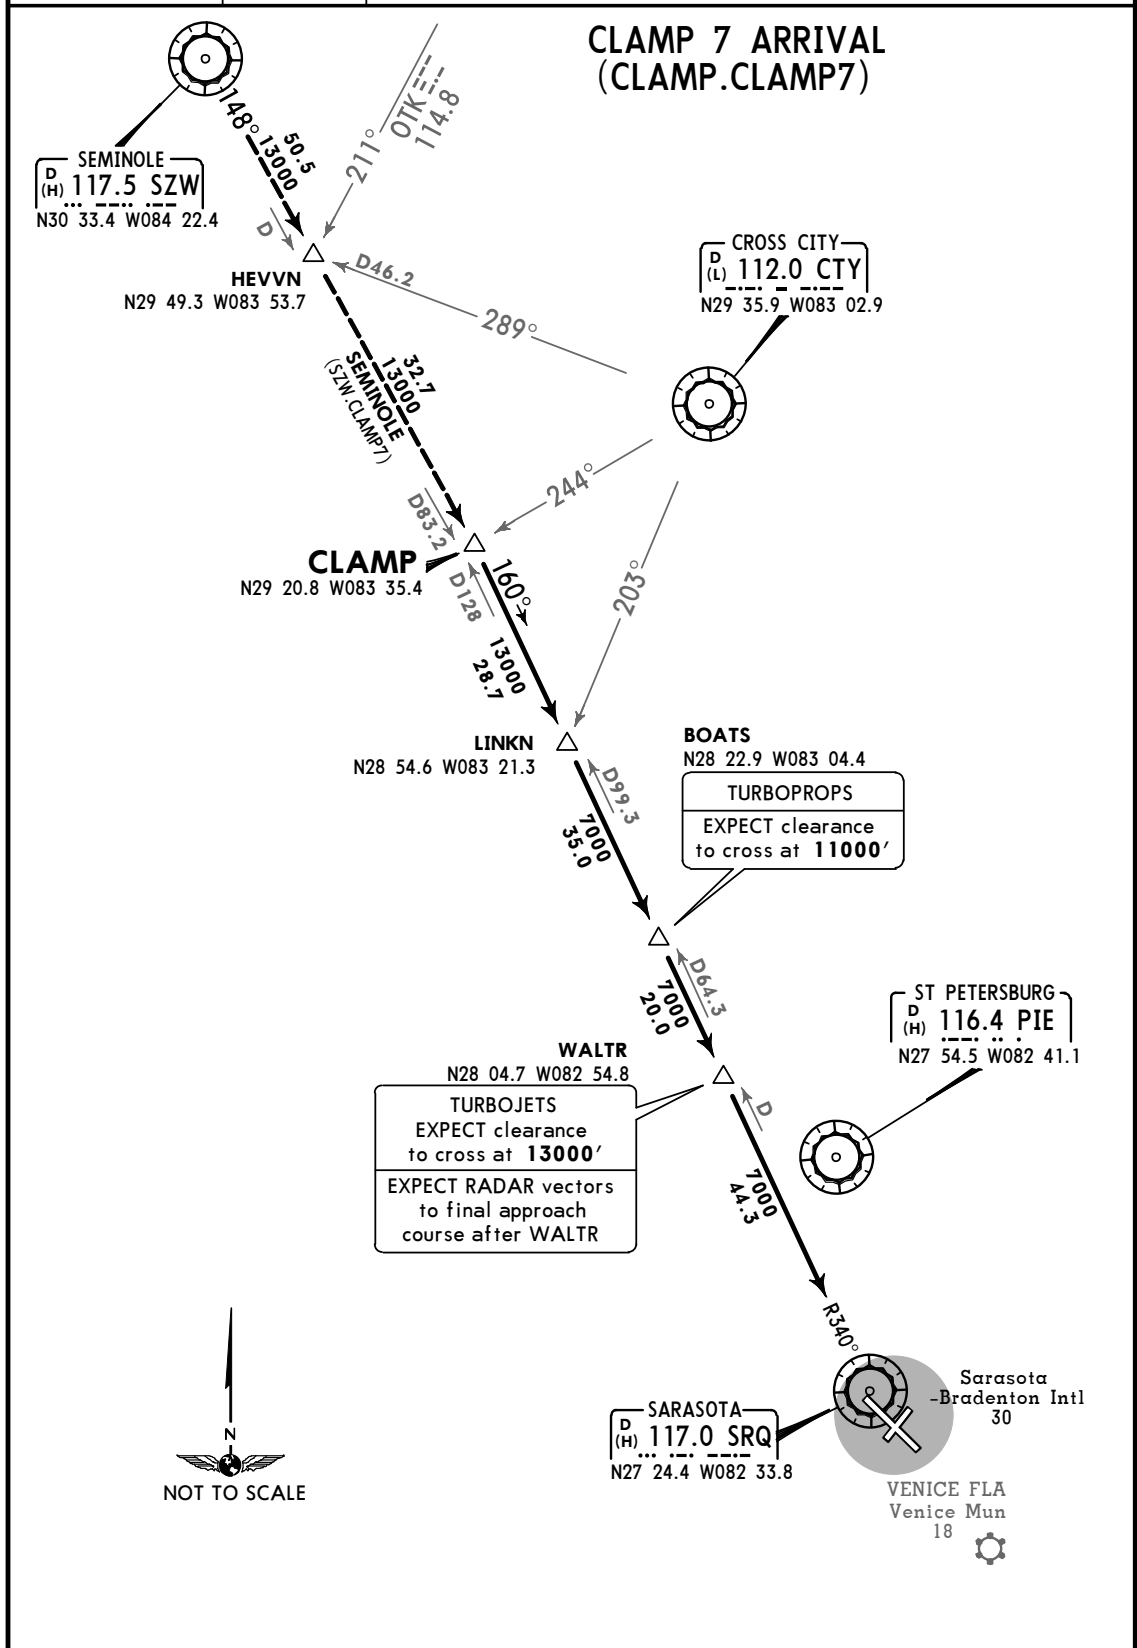 CLAMP 7 ARRIVAL
(CLAMP.CLAMP7)
148°
50.5
13000
OTK
114.8
211°
SEMINOLE
D
(H) 117.5 SZW
N30 33.4 W084 22.4
D
HEVVN
N29 49.3 W083 53.7
D46.2
289°
CROSS CITY
D
(L) 112.0 CTY
N29 35.9 W083 02.9
32.7
13000
SEMINOLE
(SZW.CLAMP7)
244°
D83.2
CLAMP
N29 20.8 W083 35.4
160°
D128
203°
13000
28.7
LINKN
N28 54.6 W083 21.3
D99.3
7000
35.0
BOATS
N28 22.9 W083 04.4
TURBOPROPS
EXPECT clearance
to cross at 11000'
D64.3
7000
20.0
ST PETERSBURG
D
(H) 116.4 PIE
N27 54.5 W082 41.1
WALTR
N28 04.7 W082 54.8
TURBOJETS
EXPECT clearance
to cross at 13000'
EXPECT RADAR vectors
to final approach
course after WALTR
D
7000
44.3
R340°
Sarasota
-Bradenton Intl
30
SARASOTA
D
(H) 117.0 SRQ
N27 24.4 W082 33.8
VENICE FLA
Venice Mun
18
N
NOT TO SCALE